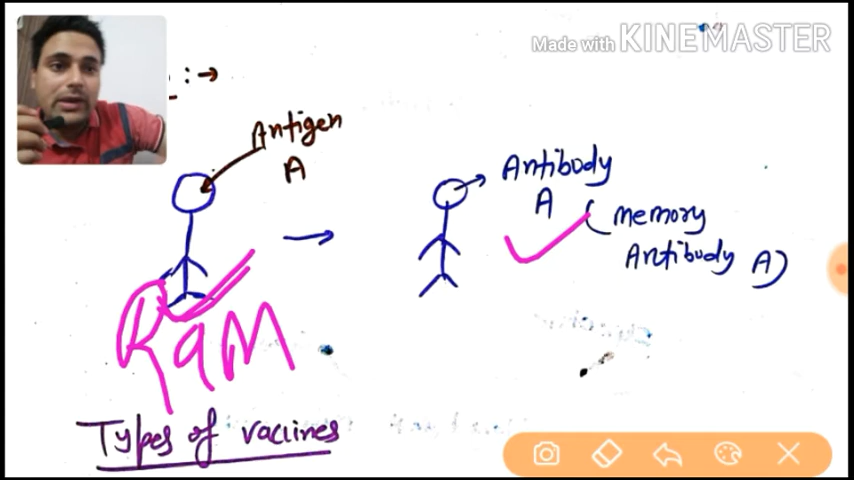 Made with KINEMASTER
: →
Antigen
A
→
Antibody
A (memory
Antibody A)
RAM
Types of vaccines